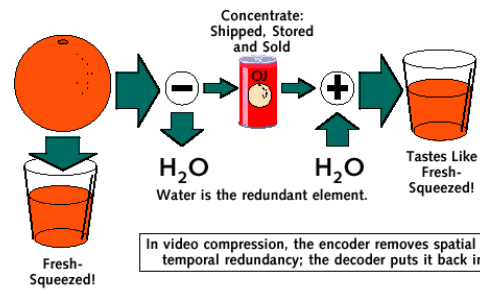 Concentrate:
Shipped, Stored
and Sold
OJ
H2O
H2O
Water is the redundant element.
Tastes Like
Fresh-
Squeezed!
Fresh-
Squeezed!
In video compression, the encoder removes spatial
temporal redundancy; the decoder puts it back in